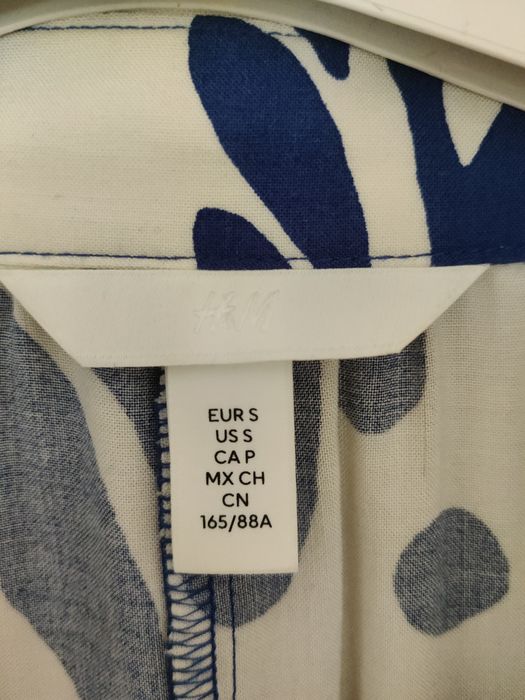 H&M
EUR S
US S
CA P
MX CH
CN
165/88A